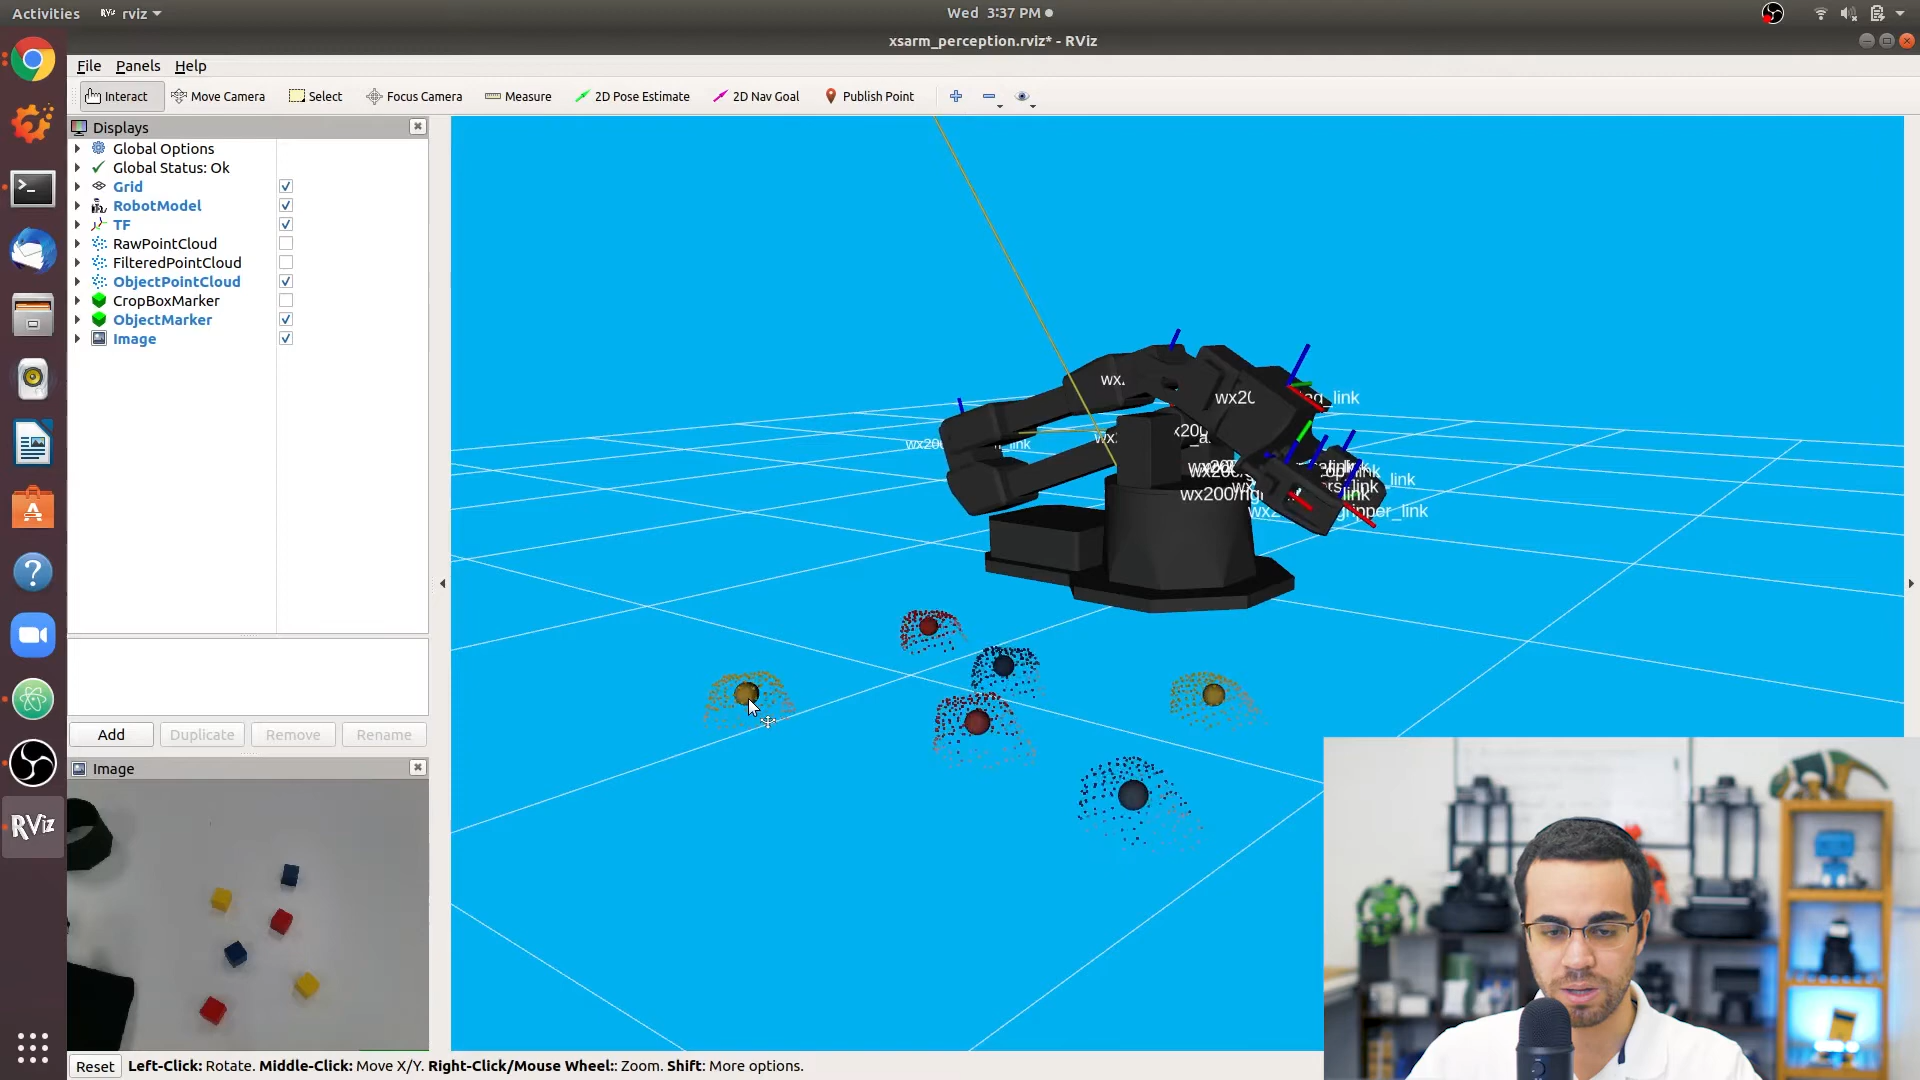 Activities
rviz
Wed 3:37 PM
xsarm_perception.rviz* - RViz
File Panels Help
Interact Move Camera Select Focus Camera Measure 2D Pose Estimate 2D Nav Goal Publish Point
Displays
Global Options
Global Status: Ok
Grid
RobotModel
TF
RawPointCloud
FilteredPointCloud
ObjectPointCloud
CropBoxMarker
ObjectMarker
Image
Add Duplicate Remove Rename
Image
RViz
Reset Left-Click: Rotate. Middle-Click: Move X/Y. Right-Click/Mouse Wheel:: Zoom. Shift: More options.